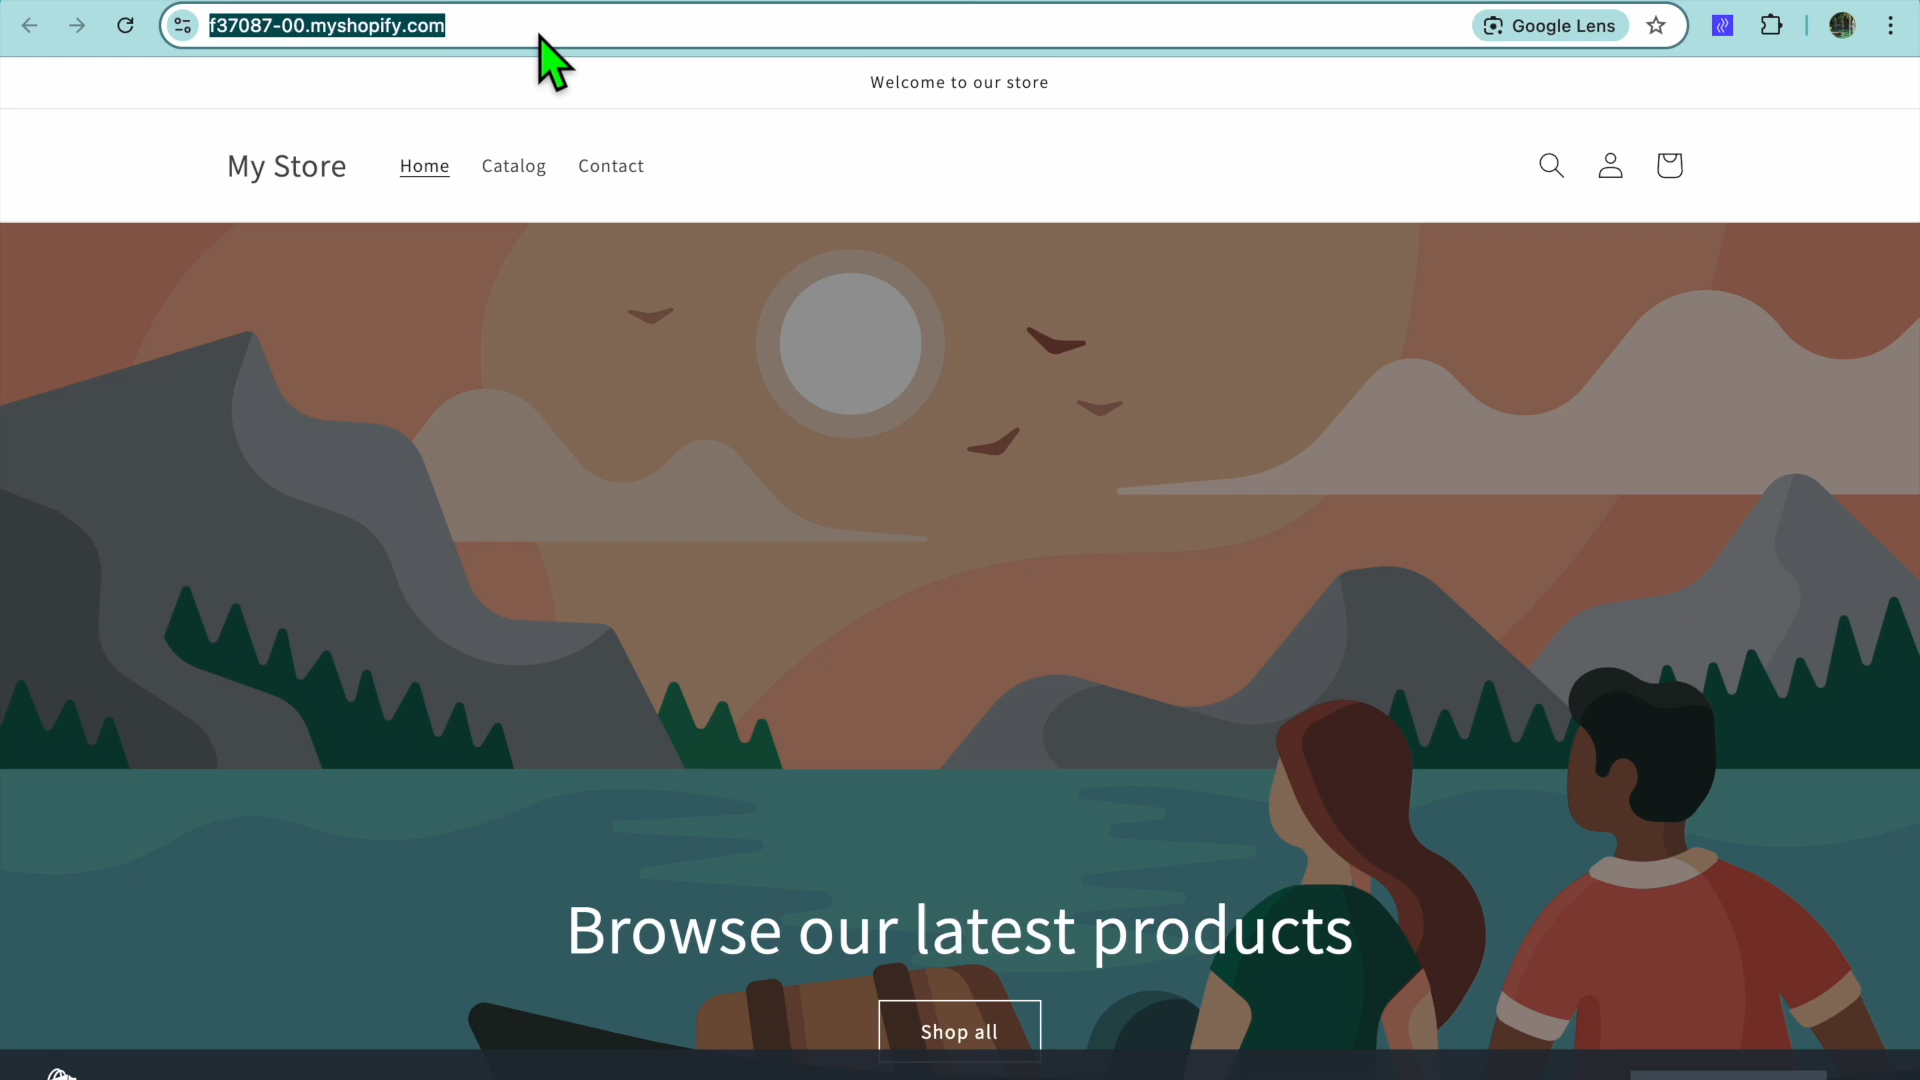 f37087-00.myshopify.com
Google Lens
Welcome to our store
My Store
Home
Catalog
Contact
Browse our latest products
Shop all